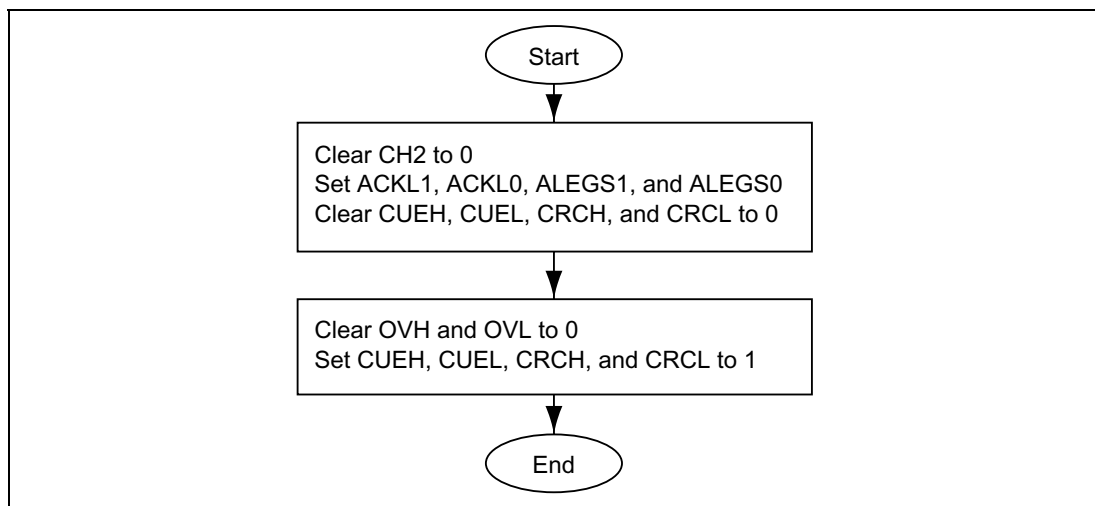 Start
Clear CH2 to 0
Set ACKL1, ACKL0, ALEGS1, and ALEGS0
Clear CUEH, CUEL, CRCH, and CRCL to 0
Clear OVH and OVL to 0
Set CUEH, CUEL, CRCH, and CRCL to 1
End